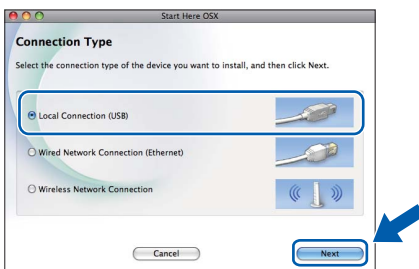 Start Here OSX
Connection Type
Select the connection type of the device you want to install, and then click Next.
Local Connection (USB)
Wired Network Connection (Ethernet)
Wireless Network Connection
Cancel
Next